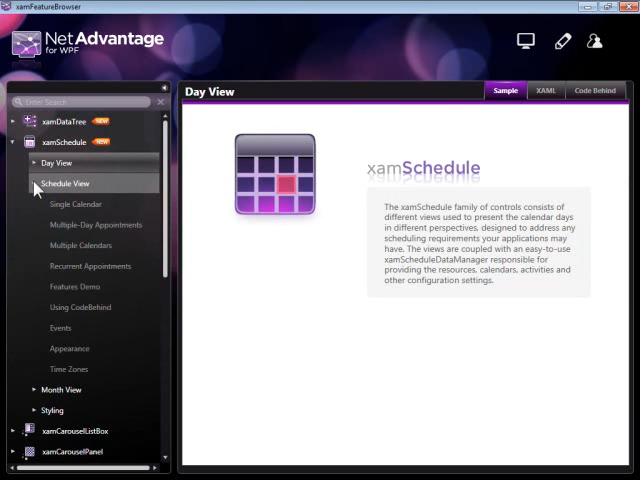 xamFeatureBrowser
NetAdvantage
for WPF
Enter Search
xamDataTree NEW
xamSchedule NEW
Day View
Schedule View
Single Calendar
Multiple-Day Appointments
Multiple Calendars
Recurrent Appointments
Features Demo
Using CodeBehind
Events
Appearance
Time Zones
Month View
Styling
xamCarouselListBox
xamCarouselPanel
Day View
Sample XAML Code Behind
xamSchedule
The xamSchedule family of controls consists of
different views used to present the calendar days
in different perspectives, designed to address any
scheduling requirements your applications may
have. The views are coupled with an easy-to-use
xamScheduleDataManager responsible for
providing the resources, calendars, activities and
other configuration settings.